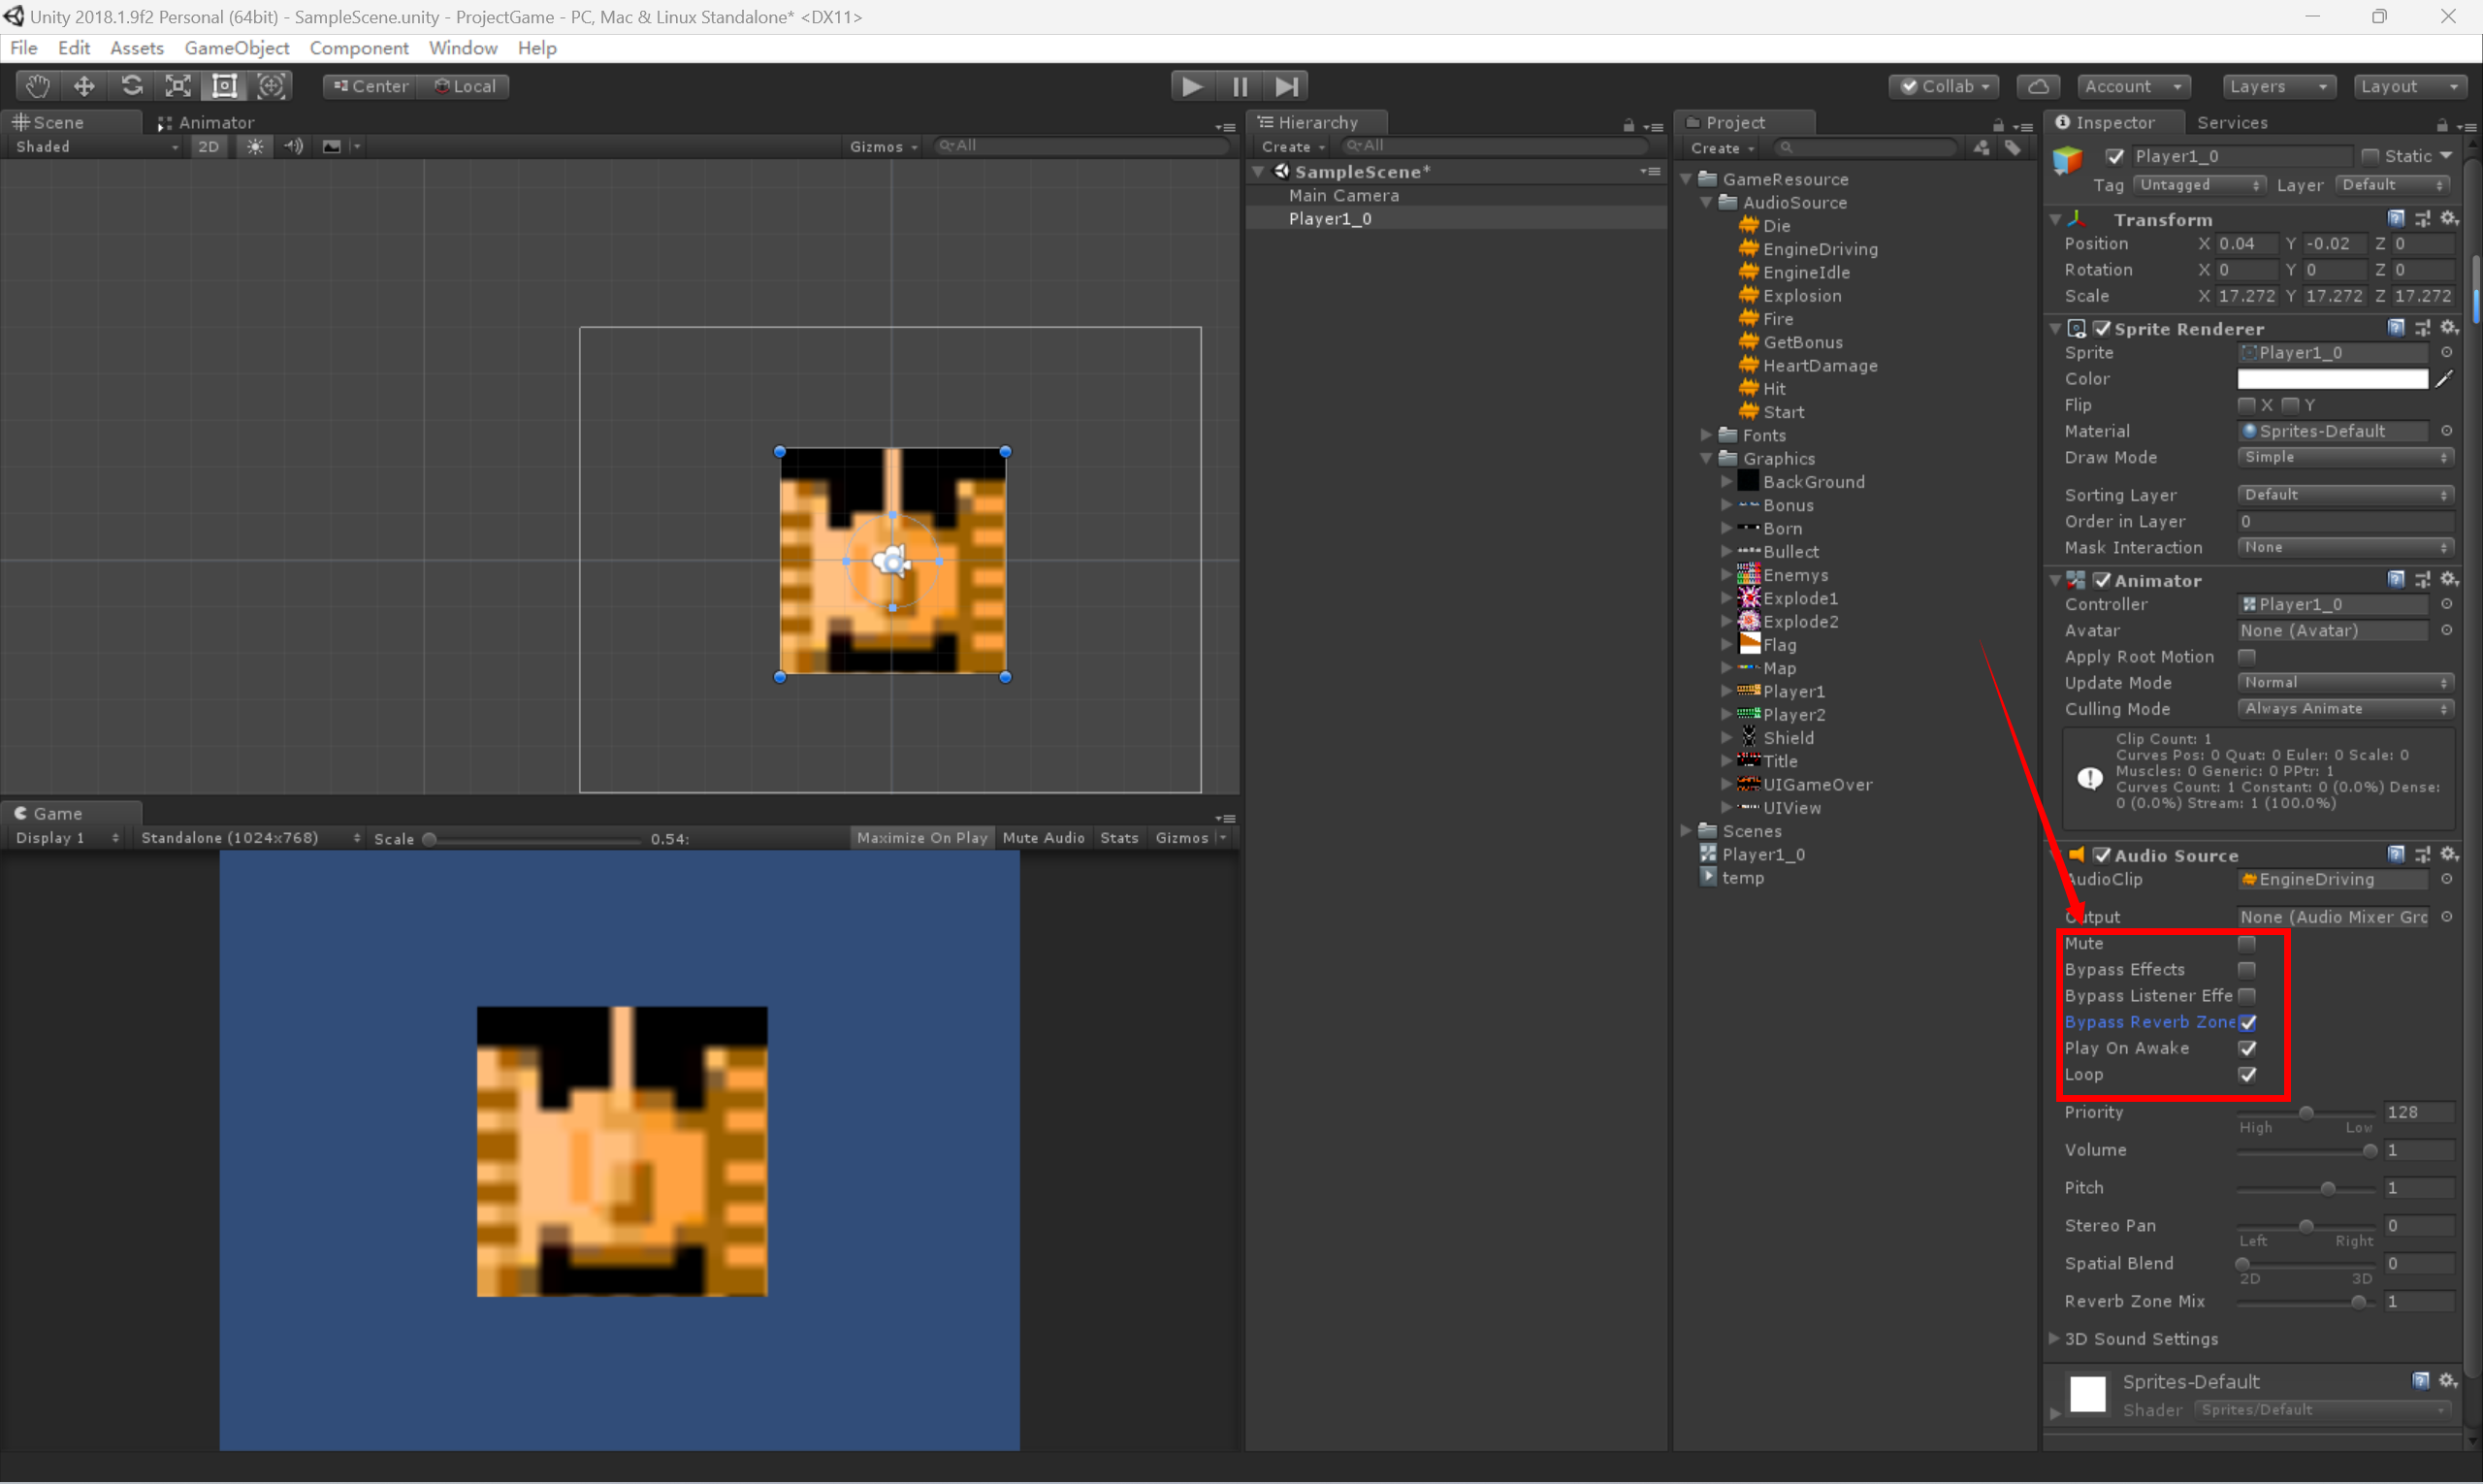 Unity 2018.1.9f2 Personal (64bit) - SampleScene.unity - ProjectGame - PC, Mac & Linux Standalone* <DX11>
File Edit Assets GameObject Component Window Help
Center Local Collab Account Layers Layout
Scene Animator
Shaded 2D Gizmos All
Hierarchy
Create All
SampleScene*
Main Camera
Player1_0
Project
Create
GameResource
AudioSource
Die
EngineDriving
EngineIdle
Explosion
Fire
GetBonus
HeartDamage
Hit
Start
Fonts
Graphics
BackGround
Bonus
Born
Bullect
Enemys
Explode1
Explode2
Flag
Map
Player1
Player2
Shield
Title
UIGameOver
UIView
Scenes
Player1_0
temp
Inspector Services
Player1_0 Static
Tag Untagged Layer Default
Transform
Position X 0.04 Y -0.02 Z 0
Rotation X 0 Y 0 Z 0
Scale X 17.272 Y 17.272 Z 17.272
Sprite Renderer
Sprite Player1_0
Color
Flip X Y
Material Sprites-Default
Draw Mode Simple
Sorting Layer Default
Order in Layer 0
Mask Interaction None
Animator
Controller Player1_0
Avatar None (Avatar)
Apply Root Motion
Update Mode Normal
Culling Mode Always Animate
Clip Count: 1
Curves Pos: 0 Quat: 0 Euler: 0 Scale: 0
Muscles: 0 Generic: 0 PPtr: 1
Curves Count: 1 Constant: 0 (0.0%) Dense:
0 (0.0%) Stream: 1 (100.0%)
Audio Source
AudioClip EngineDriving
Output None (Audio Mixer Gro
Mute
Bypass Effects
Bypass Listener Effe
Bypass Reverb Zone
Play On Awake
Loop
Priority 128
High Low
Volume 1
Pitch 1
Stereo Pan 0
Left Right
Spatial Blend 0
2D 3D
Reverb Zone Mix 1
3D Sound Settings
Sprites-Default
Shader Sprites/Default
Game
Display 1 Standalone (1024x768) Scale 0.54: Maximize On Play Mute Audio Stats Gizmos